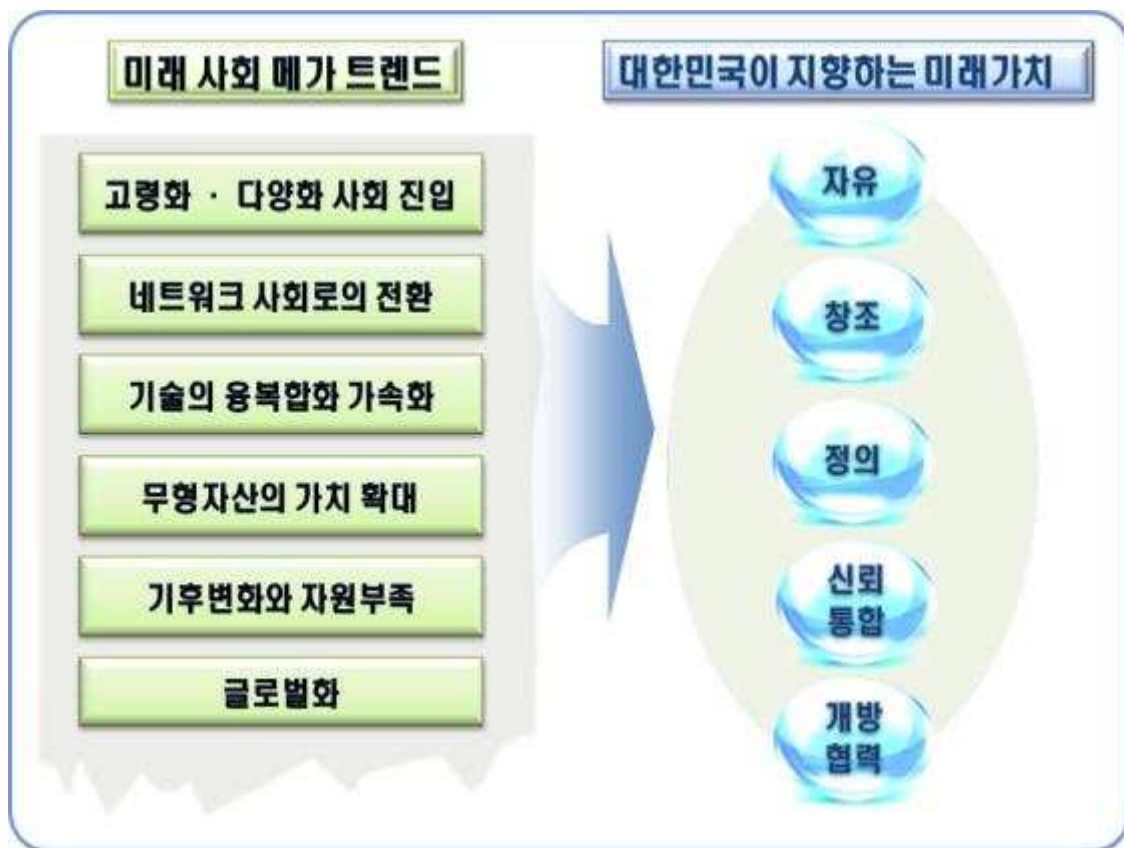 미래 사회 메가 트렌드
고령화 · 다양화 사회 진입
네트워크 사회로의 전환
기술의 융복합화 가속화
무형자산의 가치 확대
기후변화와 자원부족
글로벌화
대한민국이 지향하는 미래가치
자유
창조
정의
신뢰
통합
개방
협력